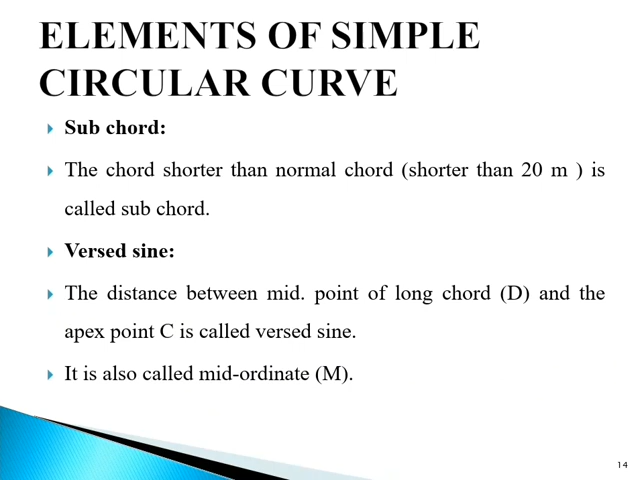 ELEMENTS OF SIMPLE
CIRCULAR CURVE
Sub chord:
The chord shorter than normal chord (shorter than 20 m ) is
called sub chord.
Versed sine:
The distance between mid. point of long chord (D) and the
apex point C is called versed sine.
It is also called mid-ordinate (M).
14